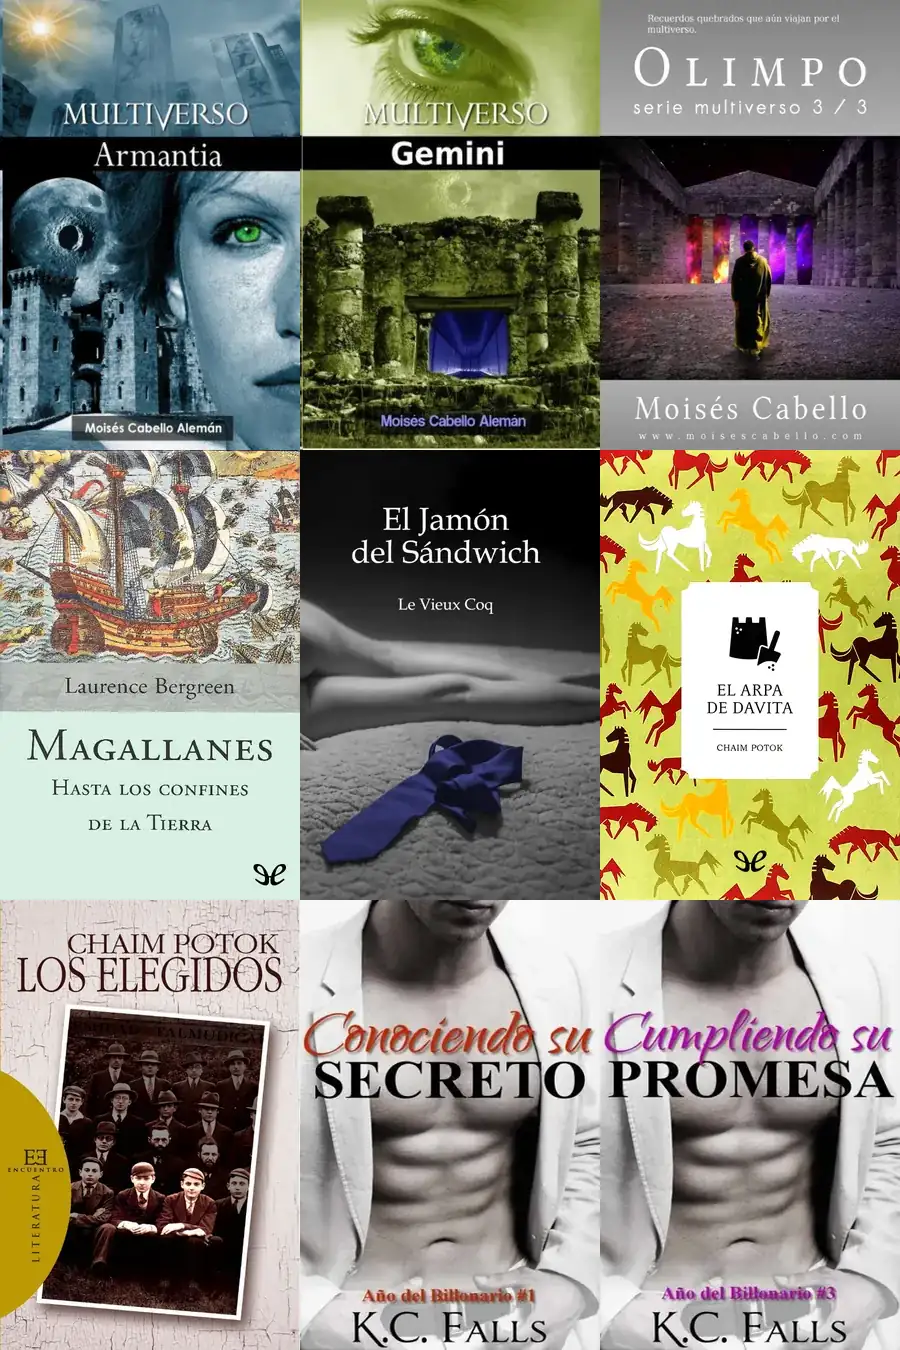 MULTIVERSO
Armantia
Moisés Cabello Alemán
MULTIVERSO
Gemini
Moisés Cabello Alemán
Recuerdos quebrados que aún viajan por el
multiverso.
OLIMPO
serie multiverso 3 / 3
Moisés Cabello
www.moisescabello.com
Laurence Bergreen
MAGALLANES
HASTA LOS CONFINES
DE LA TIERRA
El Jamón
del Sándwich
Le Vieux Coq
EL ARPA
DE DAVITA
CHAIM POTOK
CHAIM POTOK
LOS ELEGIDOS
TALMUDICA
EE
ENCUENTRO
LITERATURA
Conociendo su
SECRETO
Año del Billonario #1
K.C. FALLS
Cumpliendo su
PROMESA
Año del Billonario #3
K.C. FALLS